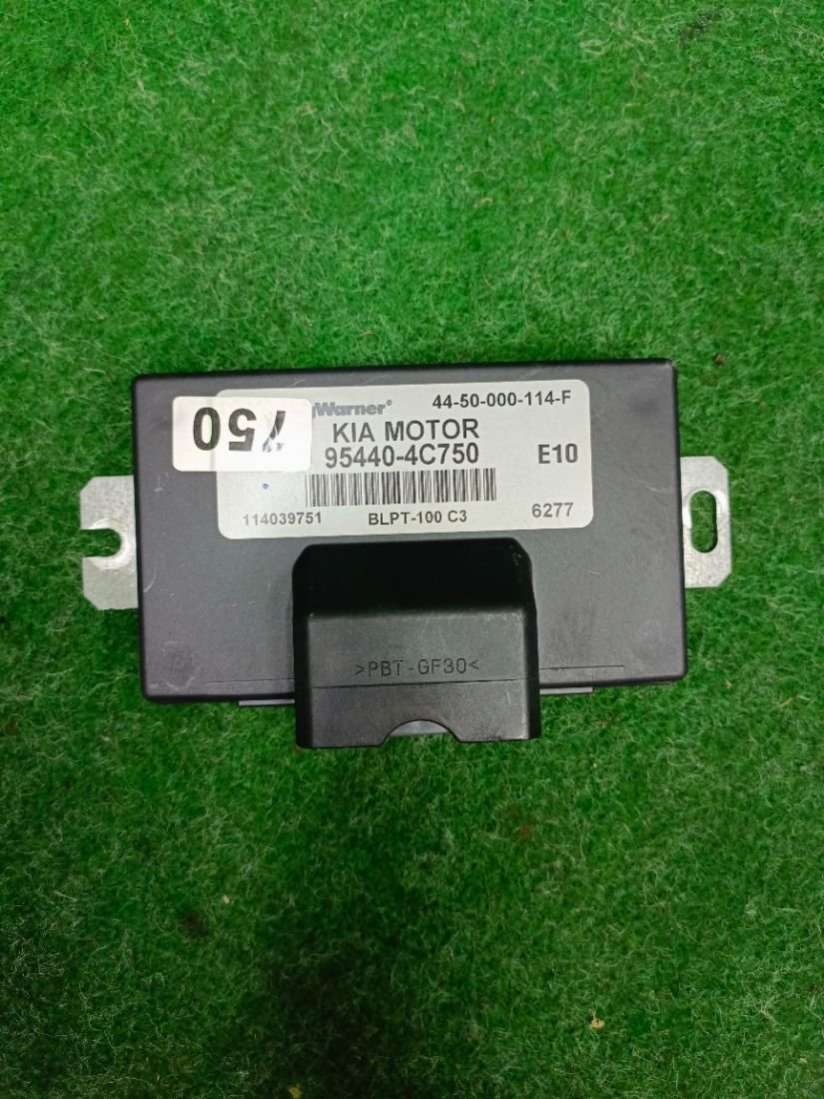 Warner® 44-50-000-114-F
750
KIA MOTOR
95440-4C750 E10
114039751 BLPT-100 C3 6277
>PBT-GF30<